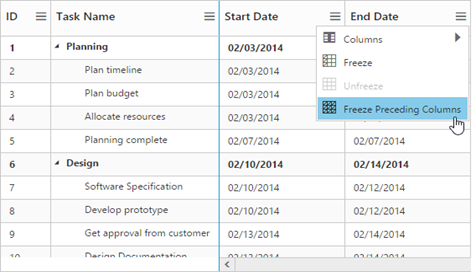 ID Task Name Start Date End Date
1 Planning 02/03/2014
Columns
2 Plan timeline 02/03/2014
Freeze
3 Plan budget 02/03/2014
Unfreeze
4 Allocate resources 02/03/2014
Freeze Preceding Columns
5 Planning complete 02/07/2014 02/07/2014
6 Design 02/10/2014 02/14/2014
7 Software Specification 02/10/2014 02/12/2014
8 Develop prototype 02/10/2014 02/12/2014
9 Get approval from customer 02/13/2014 02/14/2014
Design Documentation